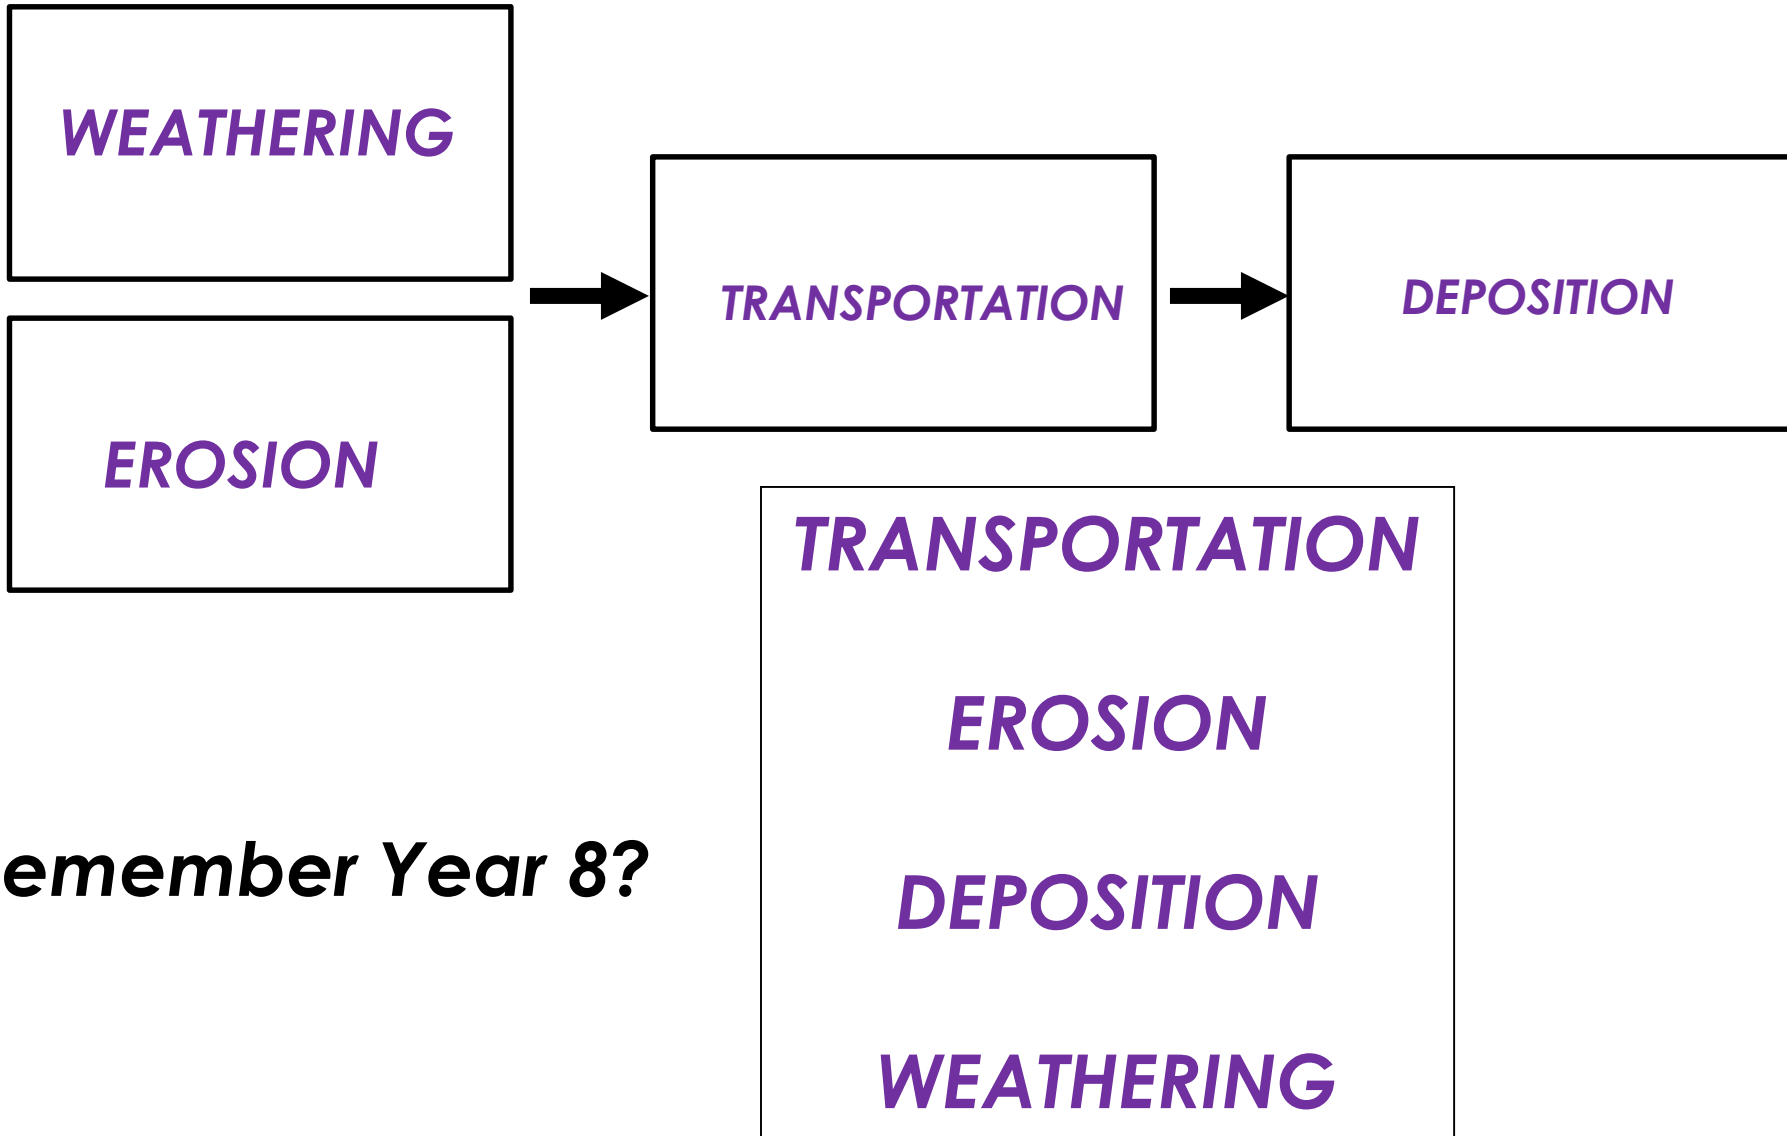 WEATHERING
TRANSPORTATION
DEPOSITION
EROSION
TRANSPORTATION
EROSION
emember Year 8?
DEPOSITION
WEATHERING